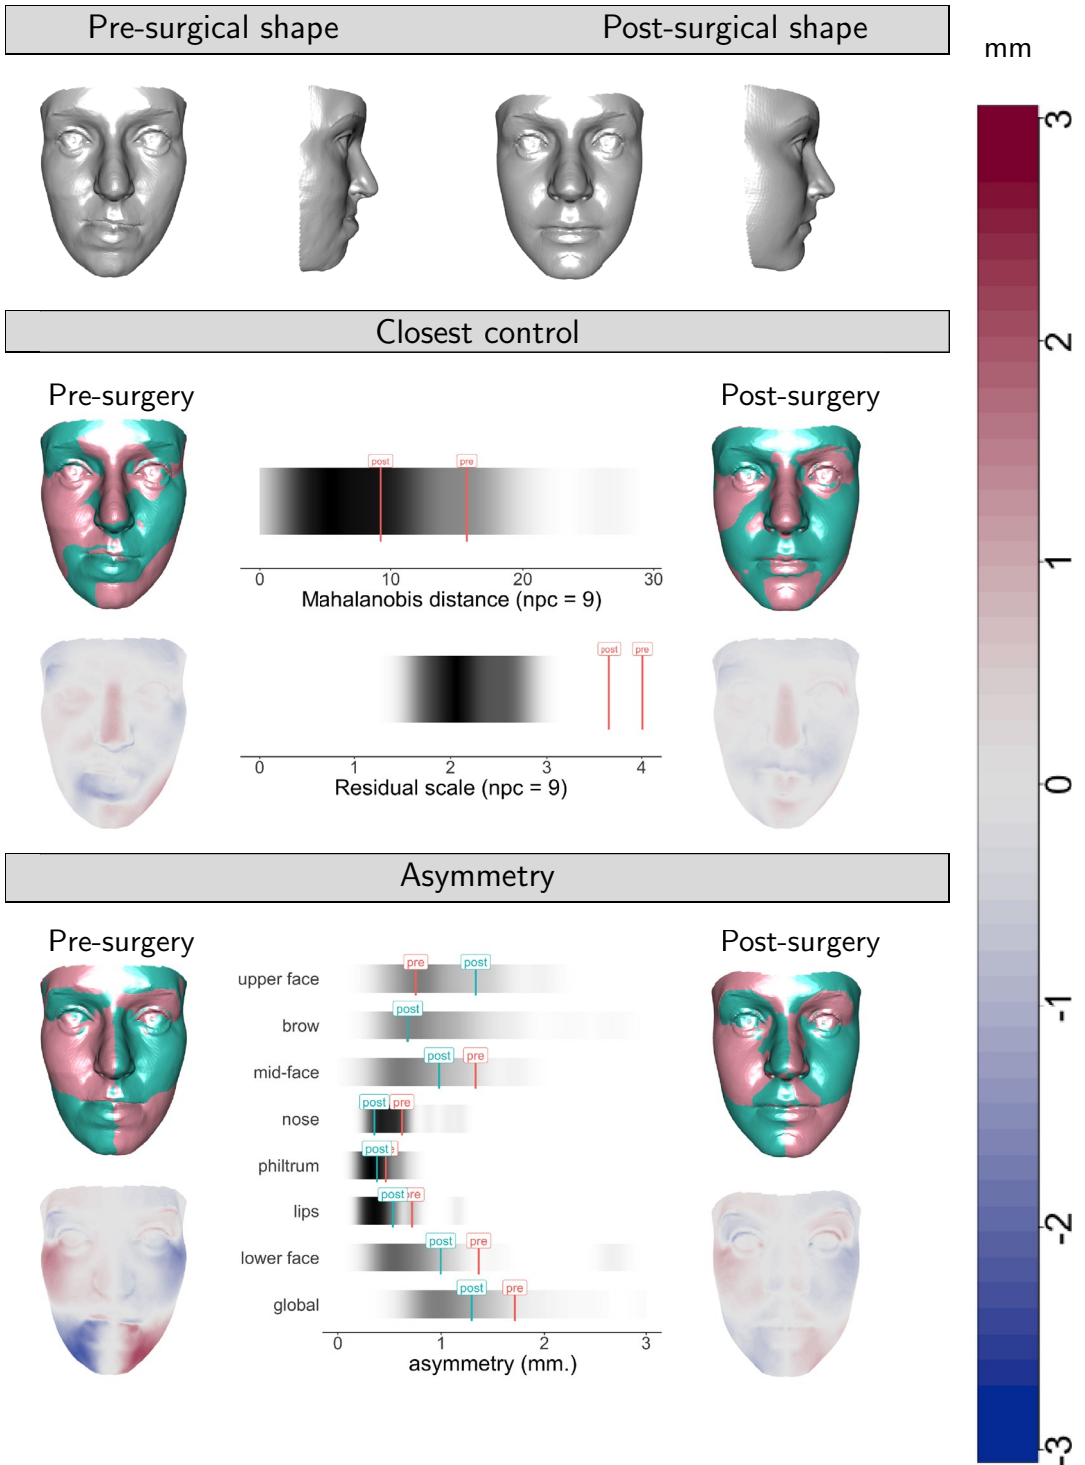 Pre-surgical shape
Post-surgical shape
mm
Closest control
Pre-surgery
Post-surgery
post
pre
0 10 20 30
Mahalanobis distance (npc = 9)
post
pre
0 1 2 3 4
Residual scale (npc = 9)
Asymmetry
Pre-surgery
Post-surgery
upper face
pre
post
brow
post
mid-face
post
pre
nose
post
pre
philtrum
post
lips
post
lower face
post
pre
global
post
pre
0 1 2 3
asymmetry (mm.)
3
2
1
0
-1
-2
-3